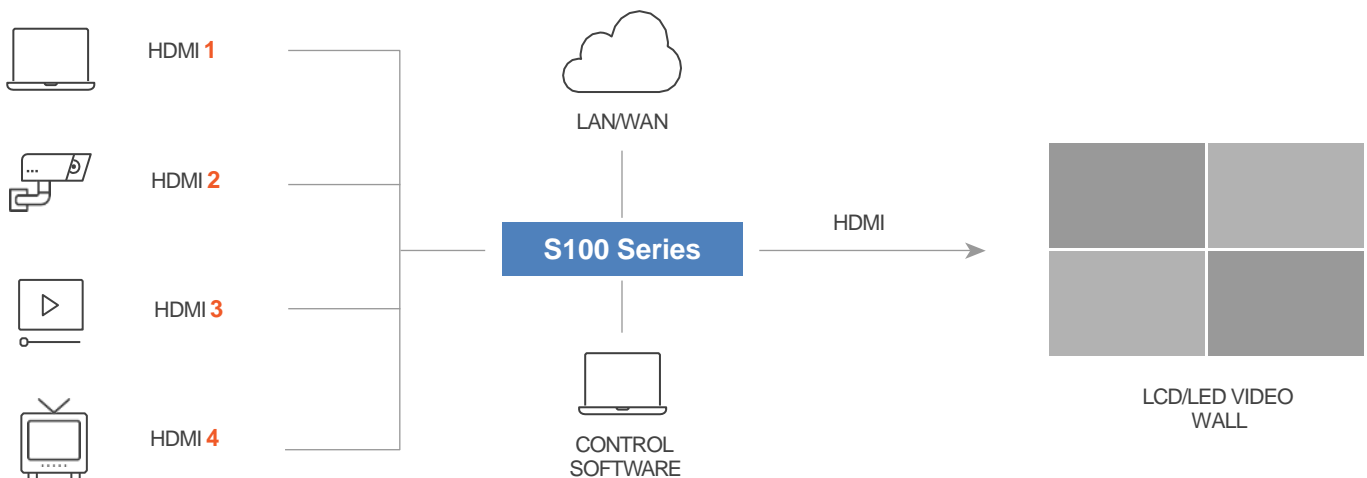 HDMI 1
HDMI 2
HDMI 3
HDMI 4
LAN/WAN
S100 Series
CONTROL
SOFTWARE
HDMI
LCD/LED VIDEO
WALL